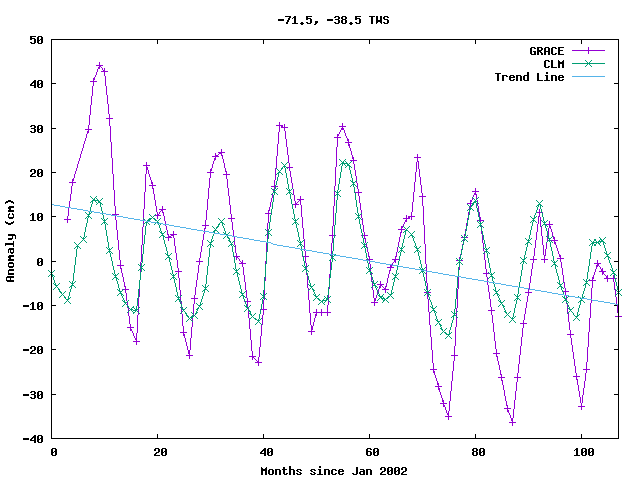 -71.5, -38.5 TWS
GRACE
CLM
Trend Line
Anomaly (cm)
50
40
30
20
10
0
-10
-20
-30
-40
0 20 40 60 80 100
Months since Jan 2002